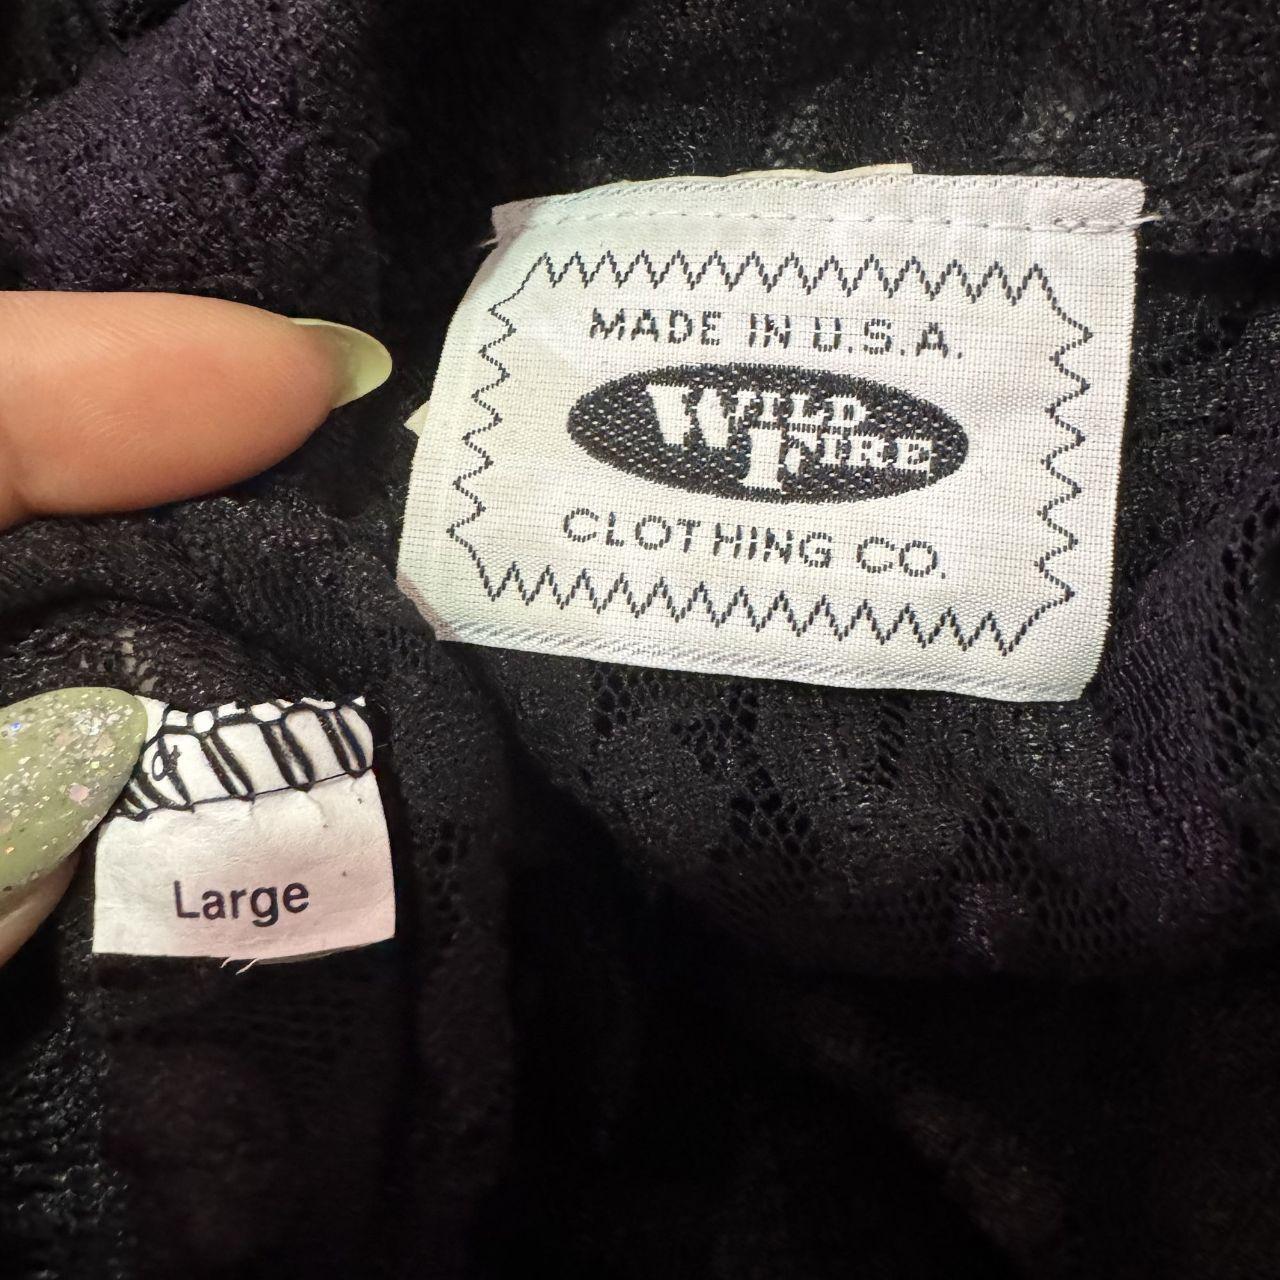 MADE IN U.S.A.
WILD
FIRE
CLOTHING CO.
Large